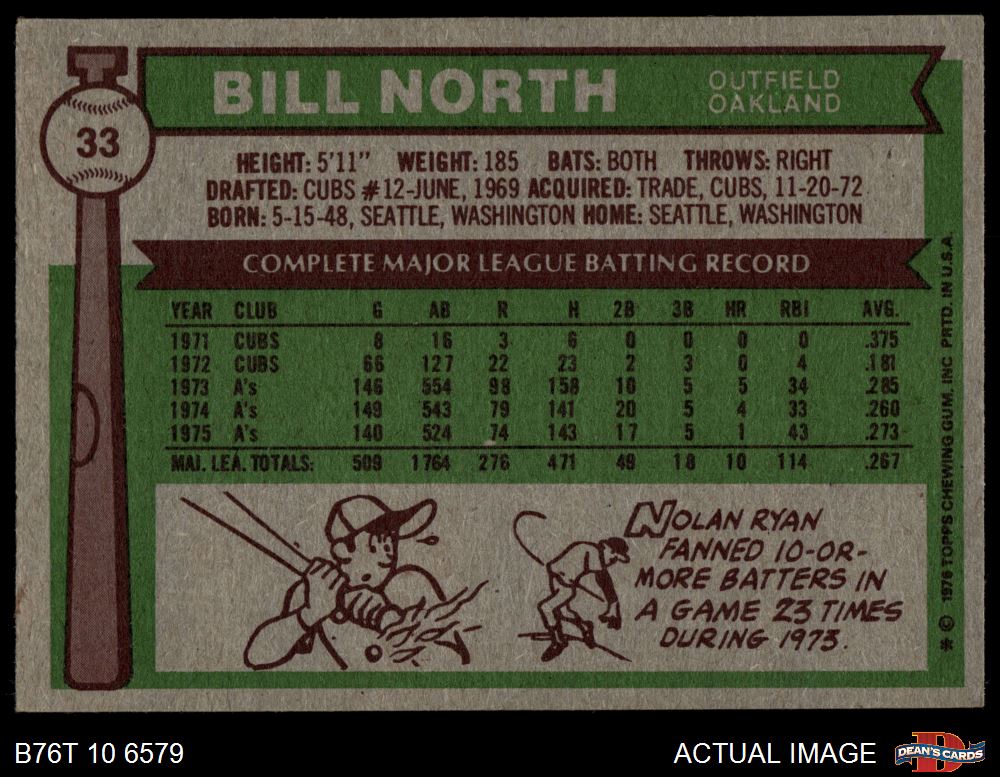 33
BILL NORTH
OUTFIELD
OAKLAND
HEIGHT: 5'11" WEIGHT: 185 BATS: BOTH THROWS: RIGHT
DRAFTED: CUBS #12-JUNE, 1969 ACQUIRED: TRADE, CUBS, 11-20-72
BORN: 5-15-48, SEATTLE, WASHINGTON HOME: SEATTLE, WASHINGTON
COMPLETE MAJOR LEAGUE BATTING RECORD
YEAR CLUB G AB R H 2B 3B HR RBI AVG.
1971 CUBS 8 16 3 6 0 0 0 0 .375
1972 CUBS 66 127 22 23 2 3 0 4 .181
1973 A's 146 554 98 158 10 5 5 34 .285
1974 A's 149 543 79 141 20 5 4 33 .260
1975 A's 140 524 74 143 17 5 1 43 .273
MAJ. LEA. TOTALS: 509 1764 276 471 49 18 10 114 .267
NOLAN RYAN
FANNED 10-OR-
MORE BATTERS IN
A GAME 23 TIMES
DURING 1973.
* © 1976 TOPPS CHEWING GUM, INC PRTD. IN U.S.A.
B76T 10 6579
ACTUAL IMAGE
DEAN'S CARDS